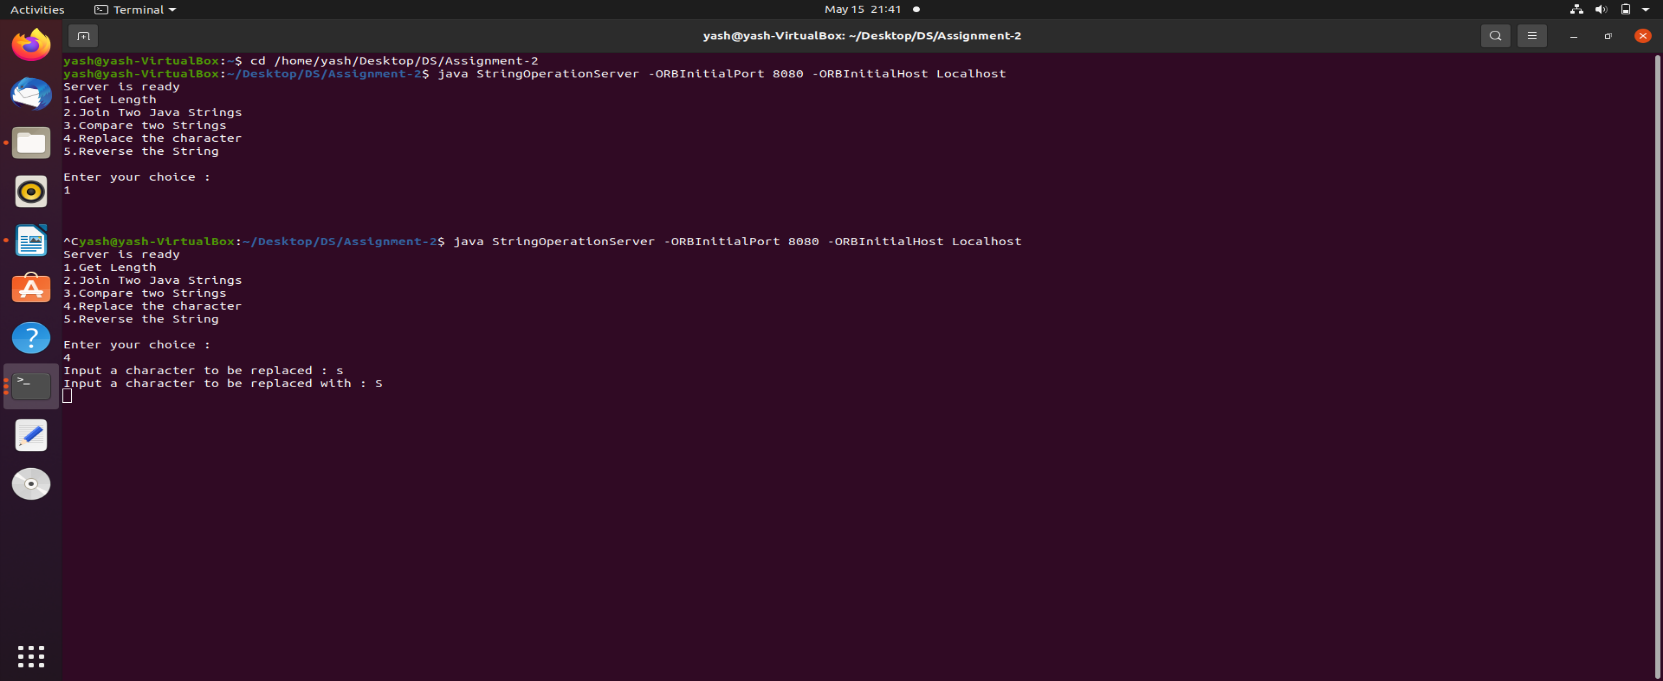 Activities
Terminal
May 15 21:41
yash@yash-VirtualBox: ~/Desktop/DS/Assignment-2
yash@yash-VirtualBox:~$ cd /home/yash/Desktop/DS/Assignment-2
yash@yash-VirtualBox:~/Desktop/DS/Assignment-2$ java StringOperationServer -ORBInitialPort 8080 -ORBInitialHost Localhost
Server is ready
1.Get Length
2.Join Two Java Strings
3.Compare two Strings
4.Replace the character
5.Reverse the String
Enter your choice :
1
^Cyash@yash-VirtualBox:~/Desktop/DS/Assignment-2$ java StringOperationServer -ORBInitialPort 8080 -ORBInitialHost Localhost
Server is ready
1.Get Length
2.Join Two Java Strings
3.Compare two Strings
4.Replace the character
5.Reverse the String
Enter your choice :
4
Input a character to be replaced : s
Input a character to be replaced with : S